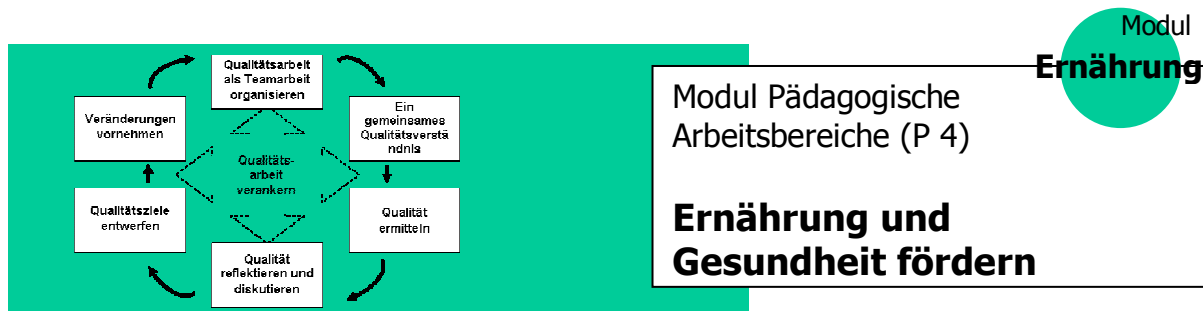 Qualitätsarbeit
als Teamarbeit
organisieren
Ein
gemeinsames
Qualitätsverstä
ndnis
Qualität
ermitteln
Qualität
reflektieren und
diskutieren
Qualitätsziele
entwerfen
Veränderungen
vornehmen
Qualitäts-
arbeit
verankern
Modul
Ernährung
Modul Pädagogische
Arbeitsbereiche (P 4)
Ernährung und
Gesundheit fördern